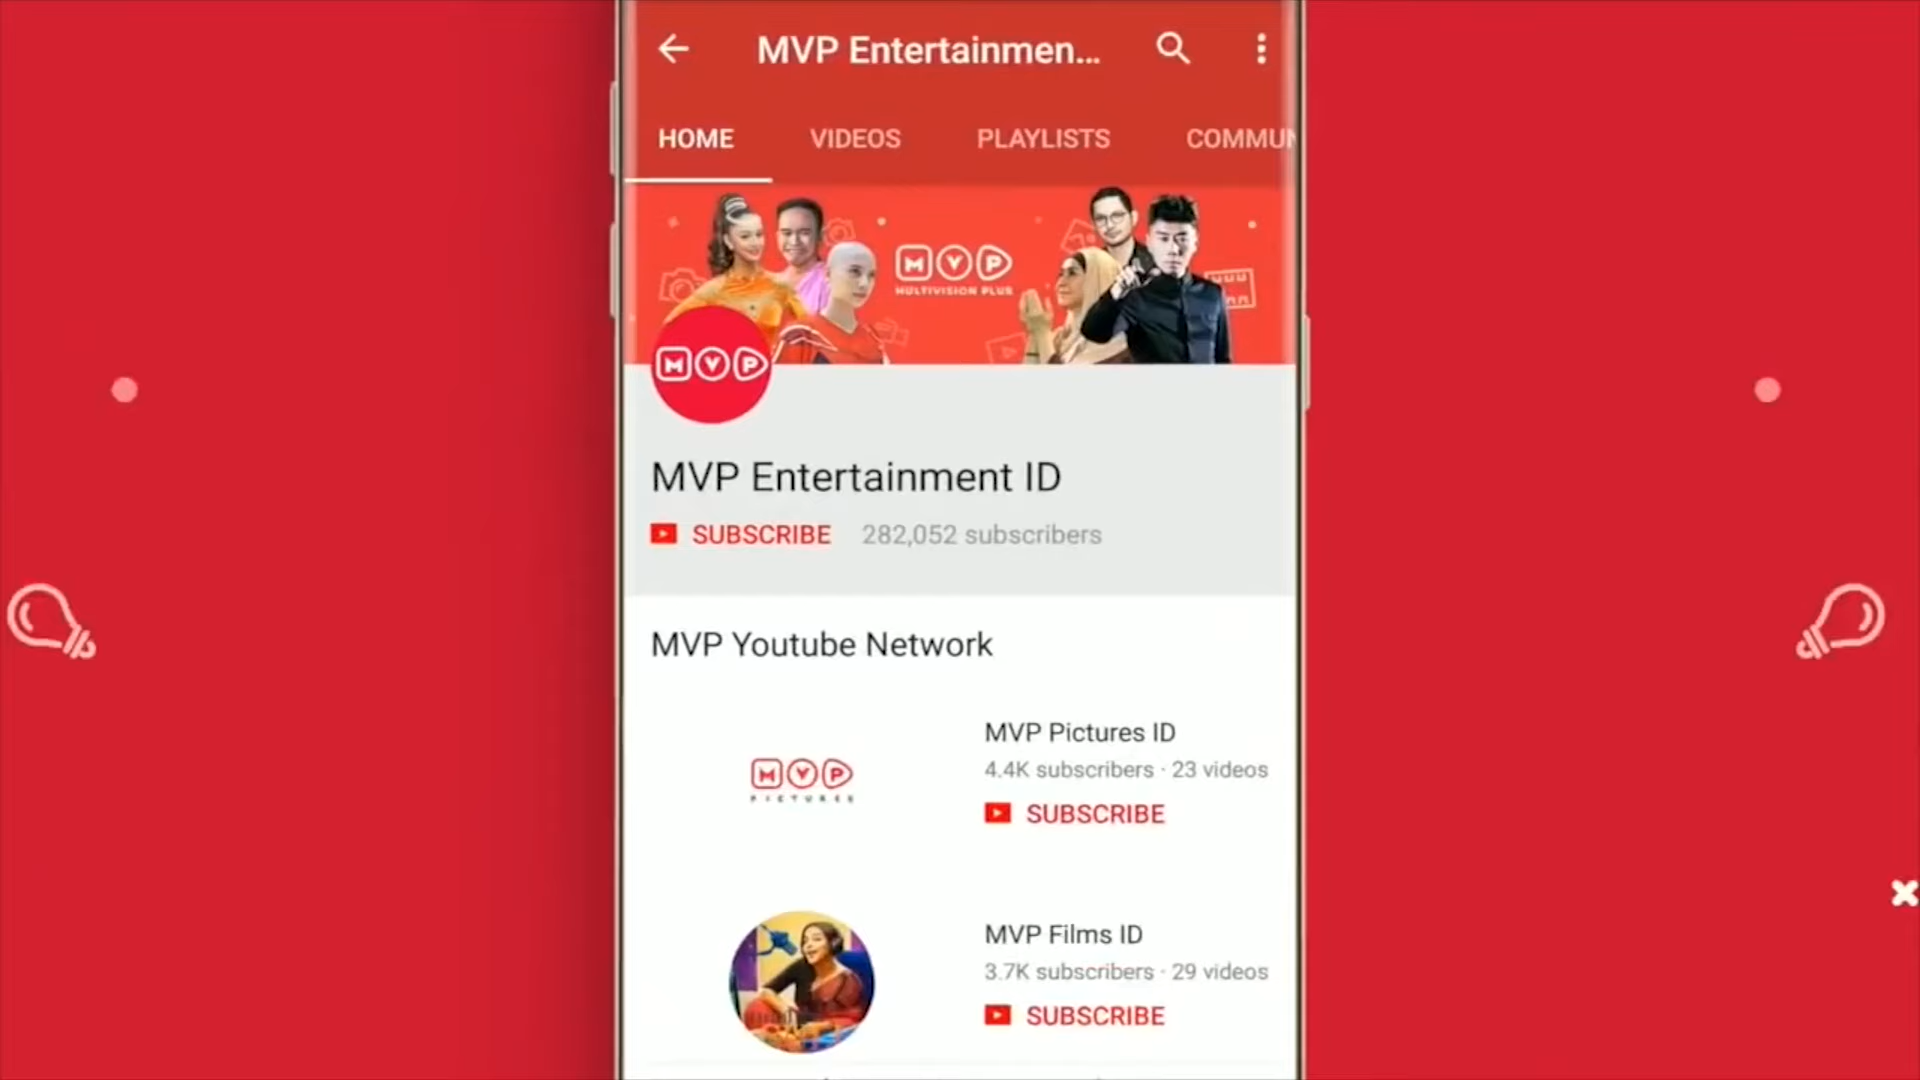 MVP Entertainmen...
HOME VIDEOS PLAYLISTS COMMUN
MVP
MULTIVISION PLUS
MVP
MVP Entertainment ID
SUBSCRIBE 282,052 subscribers
MVP Youtube Network
MVP Pictures ID
4.4K subscribers · 23 videos
MVP
PICTURES
SUBSCRIBE
MVP Films ID
3.7K subscribers · 29 videos
SUBSCRIBE